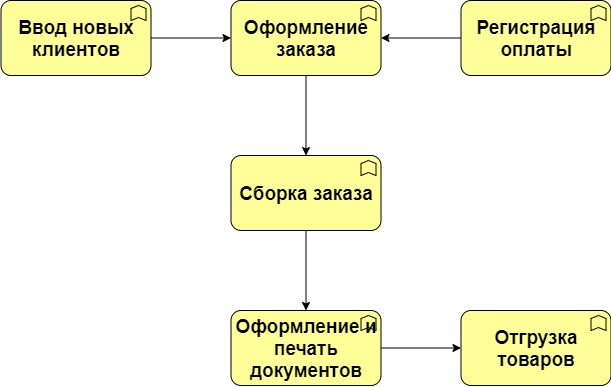 Ввод новых
клиентов
Оформление
заказа
Регистрация
оплаты
Сборка заказа
Оформление и
печать
документов
Отгрузка
товаров